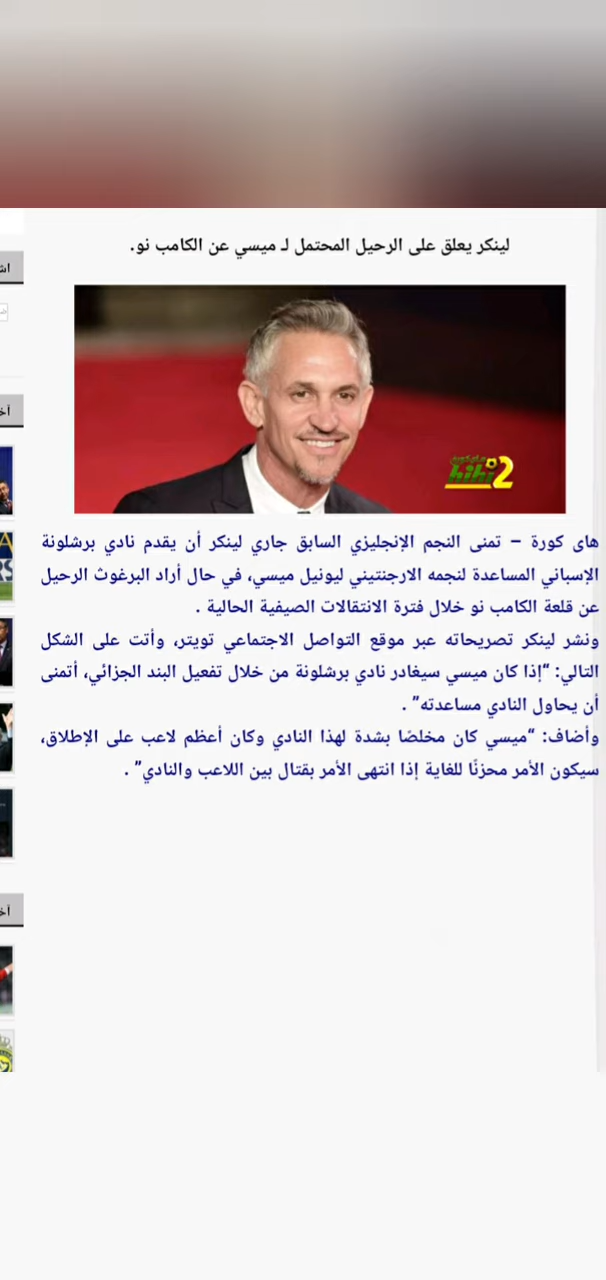 لينكر يعلق على الرحيل المحتمل لـ ميسي عن الكامب نو.
hihi2
هاى كورة – تمنى النجم الإنجليزي السابق جاري لينكر أن يقدم نادي برشلونة
الإسباني المساعدة لنجمه الارجنتيني ليونيل ميسي، في حال أراد البرغوث الرحيل
عن قلعة الكامب نو خلال فترة الانتقالات الصيفية الحالية .
ونشر لينكر تصريحاته عبر موقع التواصل الاجتماعي تويتر، وأتت على الشكل
التالي: “إذا كان ميسي سيغادر نادي برشلونة من خلال تفعيل البند الجزائي، أتمنى
أن يحاول النادي مساعدته” .
وأضاف: “ميسي كان مخلصًا بشدة لهذا النادي وكان أعظم لاعب على الإطلاق،
سيكون الأمر محزنًا للغاية إذا انتهى الأمر بقتال بين اللاعب والنادي” .